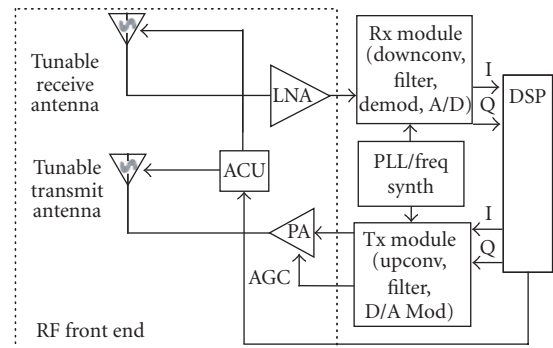 Tunable
receive
antenna
LNA
Rx module
(downconv,
filter,
demod, A/D)
I
Q
DSP
Tunable
transmit
antenna
ACU
PLL/freq
synth
PA
AGC
Tx module
(upconv,
filter,
D/A Mod)
I
Q
RF front end